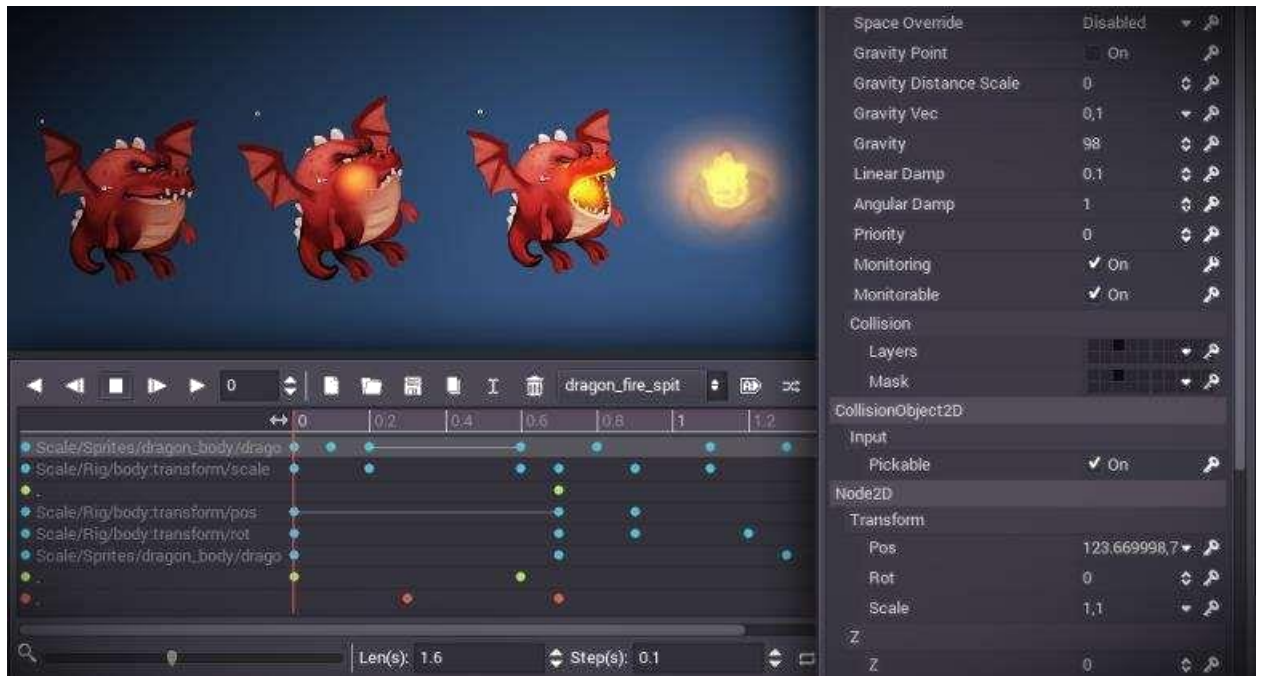 dragon_fire_spit
0
0
0.2
0.4
0.6
0.8
1
1.2
Scale/Sprites/dragon_body/drago
Scale/Rig/body:transform/scale
.
Scale/Rig/body:transform/pos
Scale/Rig/body:transform/rot
Scale/Sprites/dragon_body/drago
.
.
Len(s): 1.6 Step(s): 0.1
Space Override Disabled
Gravity Point On
Gravity Distance Scale 0
Gravity Vec 0,1
Gravity 98
Linear Damp 0.1
Angular Damp 1
Priority 0
Monitoring On
Monitorable On
Collision
Layers
Mask
CollisionObject2D
Input
Pickable On
Node2D
Transform
Pos 123.669998,7
Rot 0
Scale 1,1
Z
Z 0